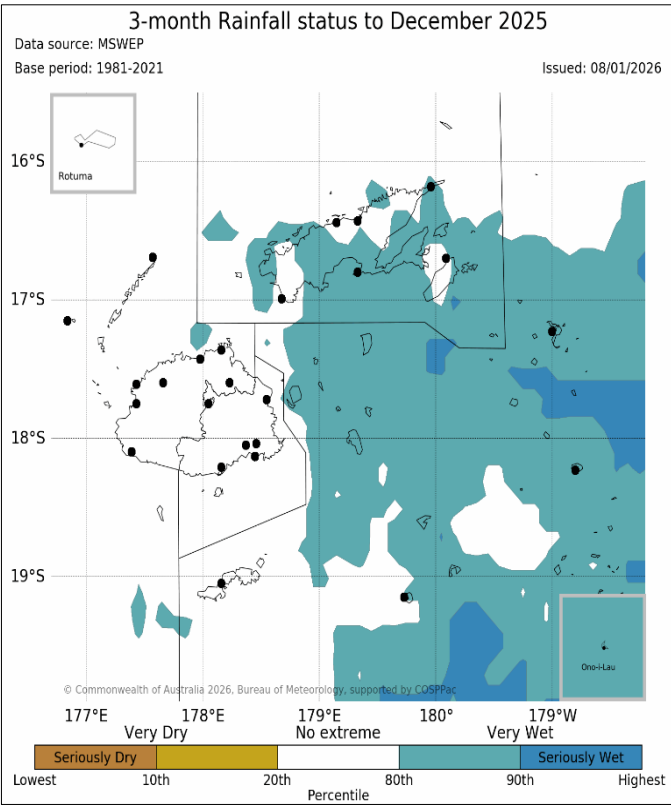 3-month Rainfall status to December 2025
Data source: MSWEP
Base period: 1981-2021
Issued: 08/01/2026
Rotuma
16°S
17°S
18°S
19°S
Ono-i-Lau
© Commonwealth of Australia 2026, Bureau of Meteorology, supported by COSPPac
177°E 178°E 179°E 180° 179°W
Very Dry No extreme Very Wet
Seriously Dry Seriously Wet
Lowest 10th 20th 80th 90th Highest
Percentile